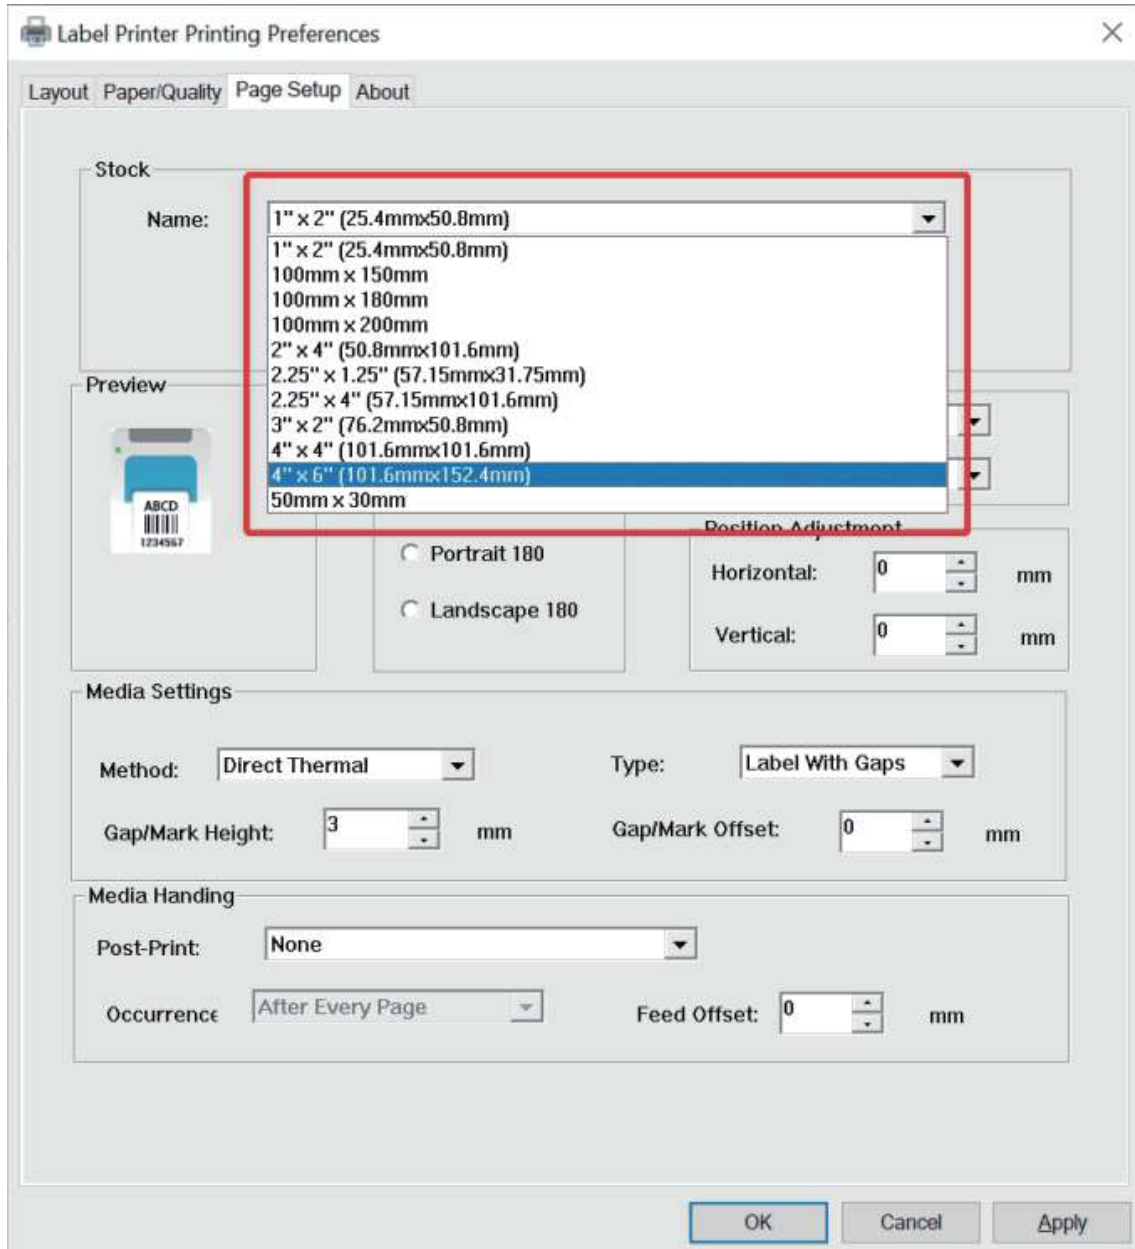 Label Printer Printing Preferences
Layout Paper/Quality Page Setup About
Stock
Name: 1" x 2" (25.4mmx50.8mm)
1" x 2" (25.4mmx50.8mm)
100mm x 150mm
100mm x 180mm
100mm x 200mm
2" x 4" (50.8mmx101.6mm)
2.25" x 1.25" (57.15mmx31.75mm)
2.25" x 4" (57.15mmx101.6mm)
3" x 2" (76.2mmx50.8mm)
4" x 4" (101.6mmx101.6mm)
4" x 6" (101.6mmx152.4mm)
50mm x 30mm
Preview
ABCD
1234567
Portrait 180
Landscape 180
Position Adjustment
Horizontal: 0 mm
Vertical: 0 mm
Media Settings
Method: Direct Thermal Type: Label With Gaps
Gap/Mark Height: 3 mm Gap/Mark Offset: 0 mm
Media Handing
Post-Print: None
Occurrence After Every Page Feed Offset: 0 mm
OK Cancel Apply